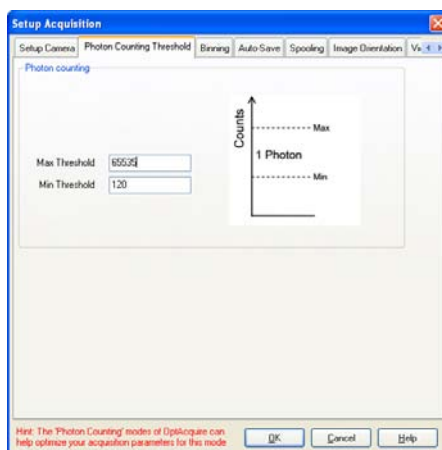 Setup Acquisition
Setup Camera Photon Counting Threshold Binning Auto-Save Spooling Image Orientation
Photon counting
Counts
Max
1 Photon
Min
Max Threshold 65535
Min Threshold 120
Hint: The 'Photon Counting' modes of OptAcquire can
help optimize your acquisition parameters for this mode
OK Cancel Help